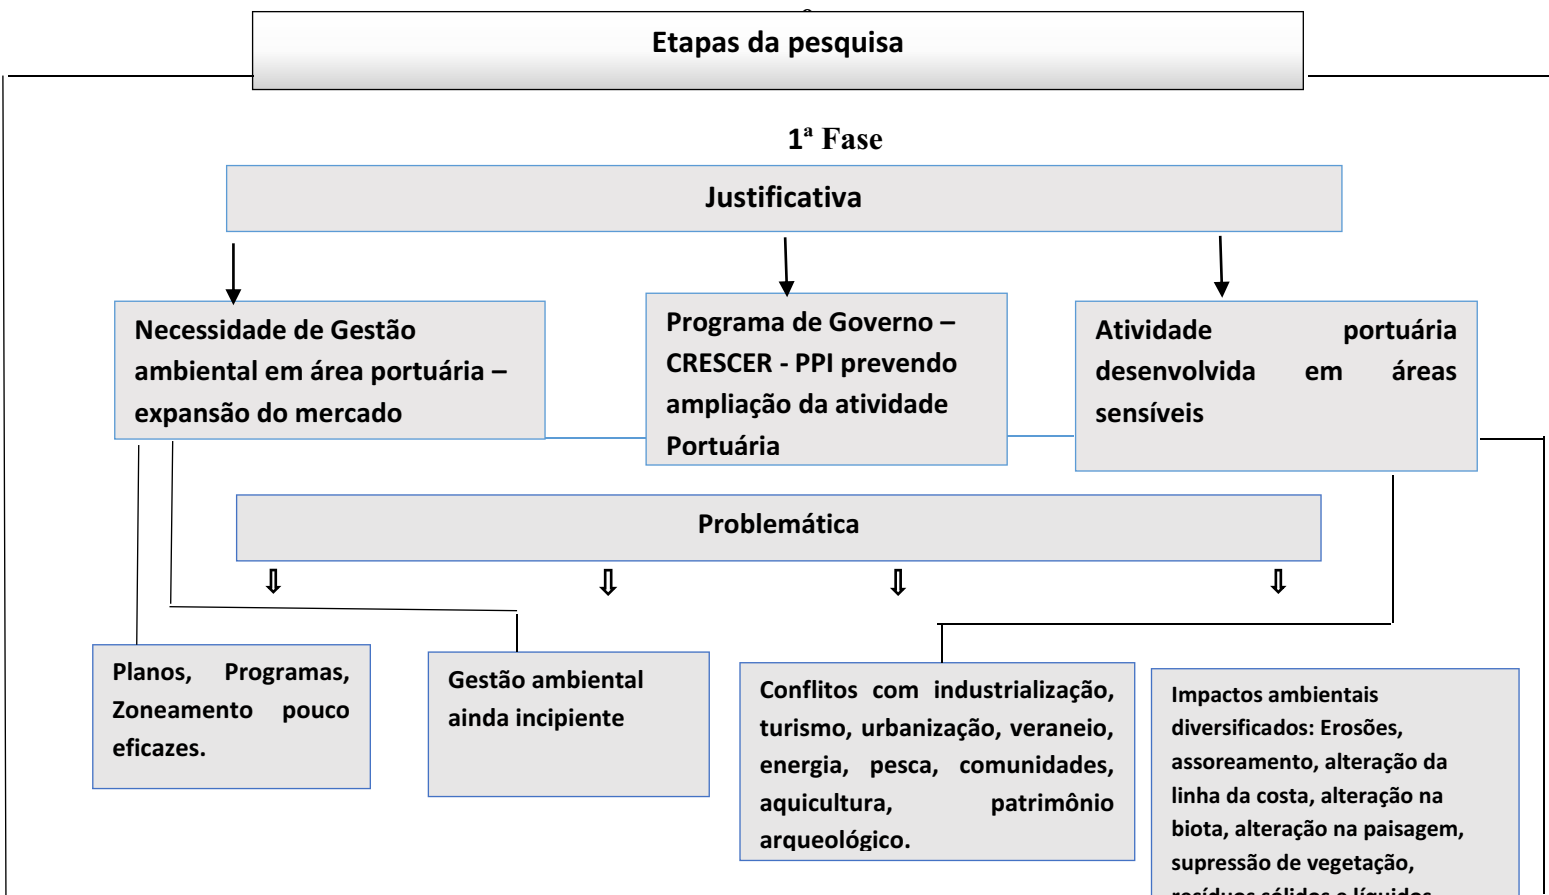 Etapas da pesquisa
1ª Fase
Justificativa
Necessidade de Gestão
ambiental em área portuária –
expansão do mercado
Programa de Governo –
CRESCER - PPI prevendo
ampliação da atividade
Portuária
Atividade portuária
desenvolvida em áreas
sensíveis
Problemática
Planos, Programas,
Zoneamento pouco
eficazes.
Gestão ambiental
ainda incipiente
Conflitos com industrialização,
turismo, urbanização, veraneio,
energia, pesca, comunidades,
aquicultura, patrimônio
arqueológico.
Impactos ambientais
diversificados: Erosões,
assoreamento, alteração da
linha da costa, alteração na
biota, alteração na paisagem,
supressão de vegetação,
resíduos sólidos e líquidos